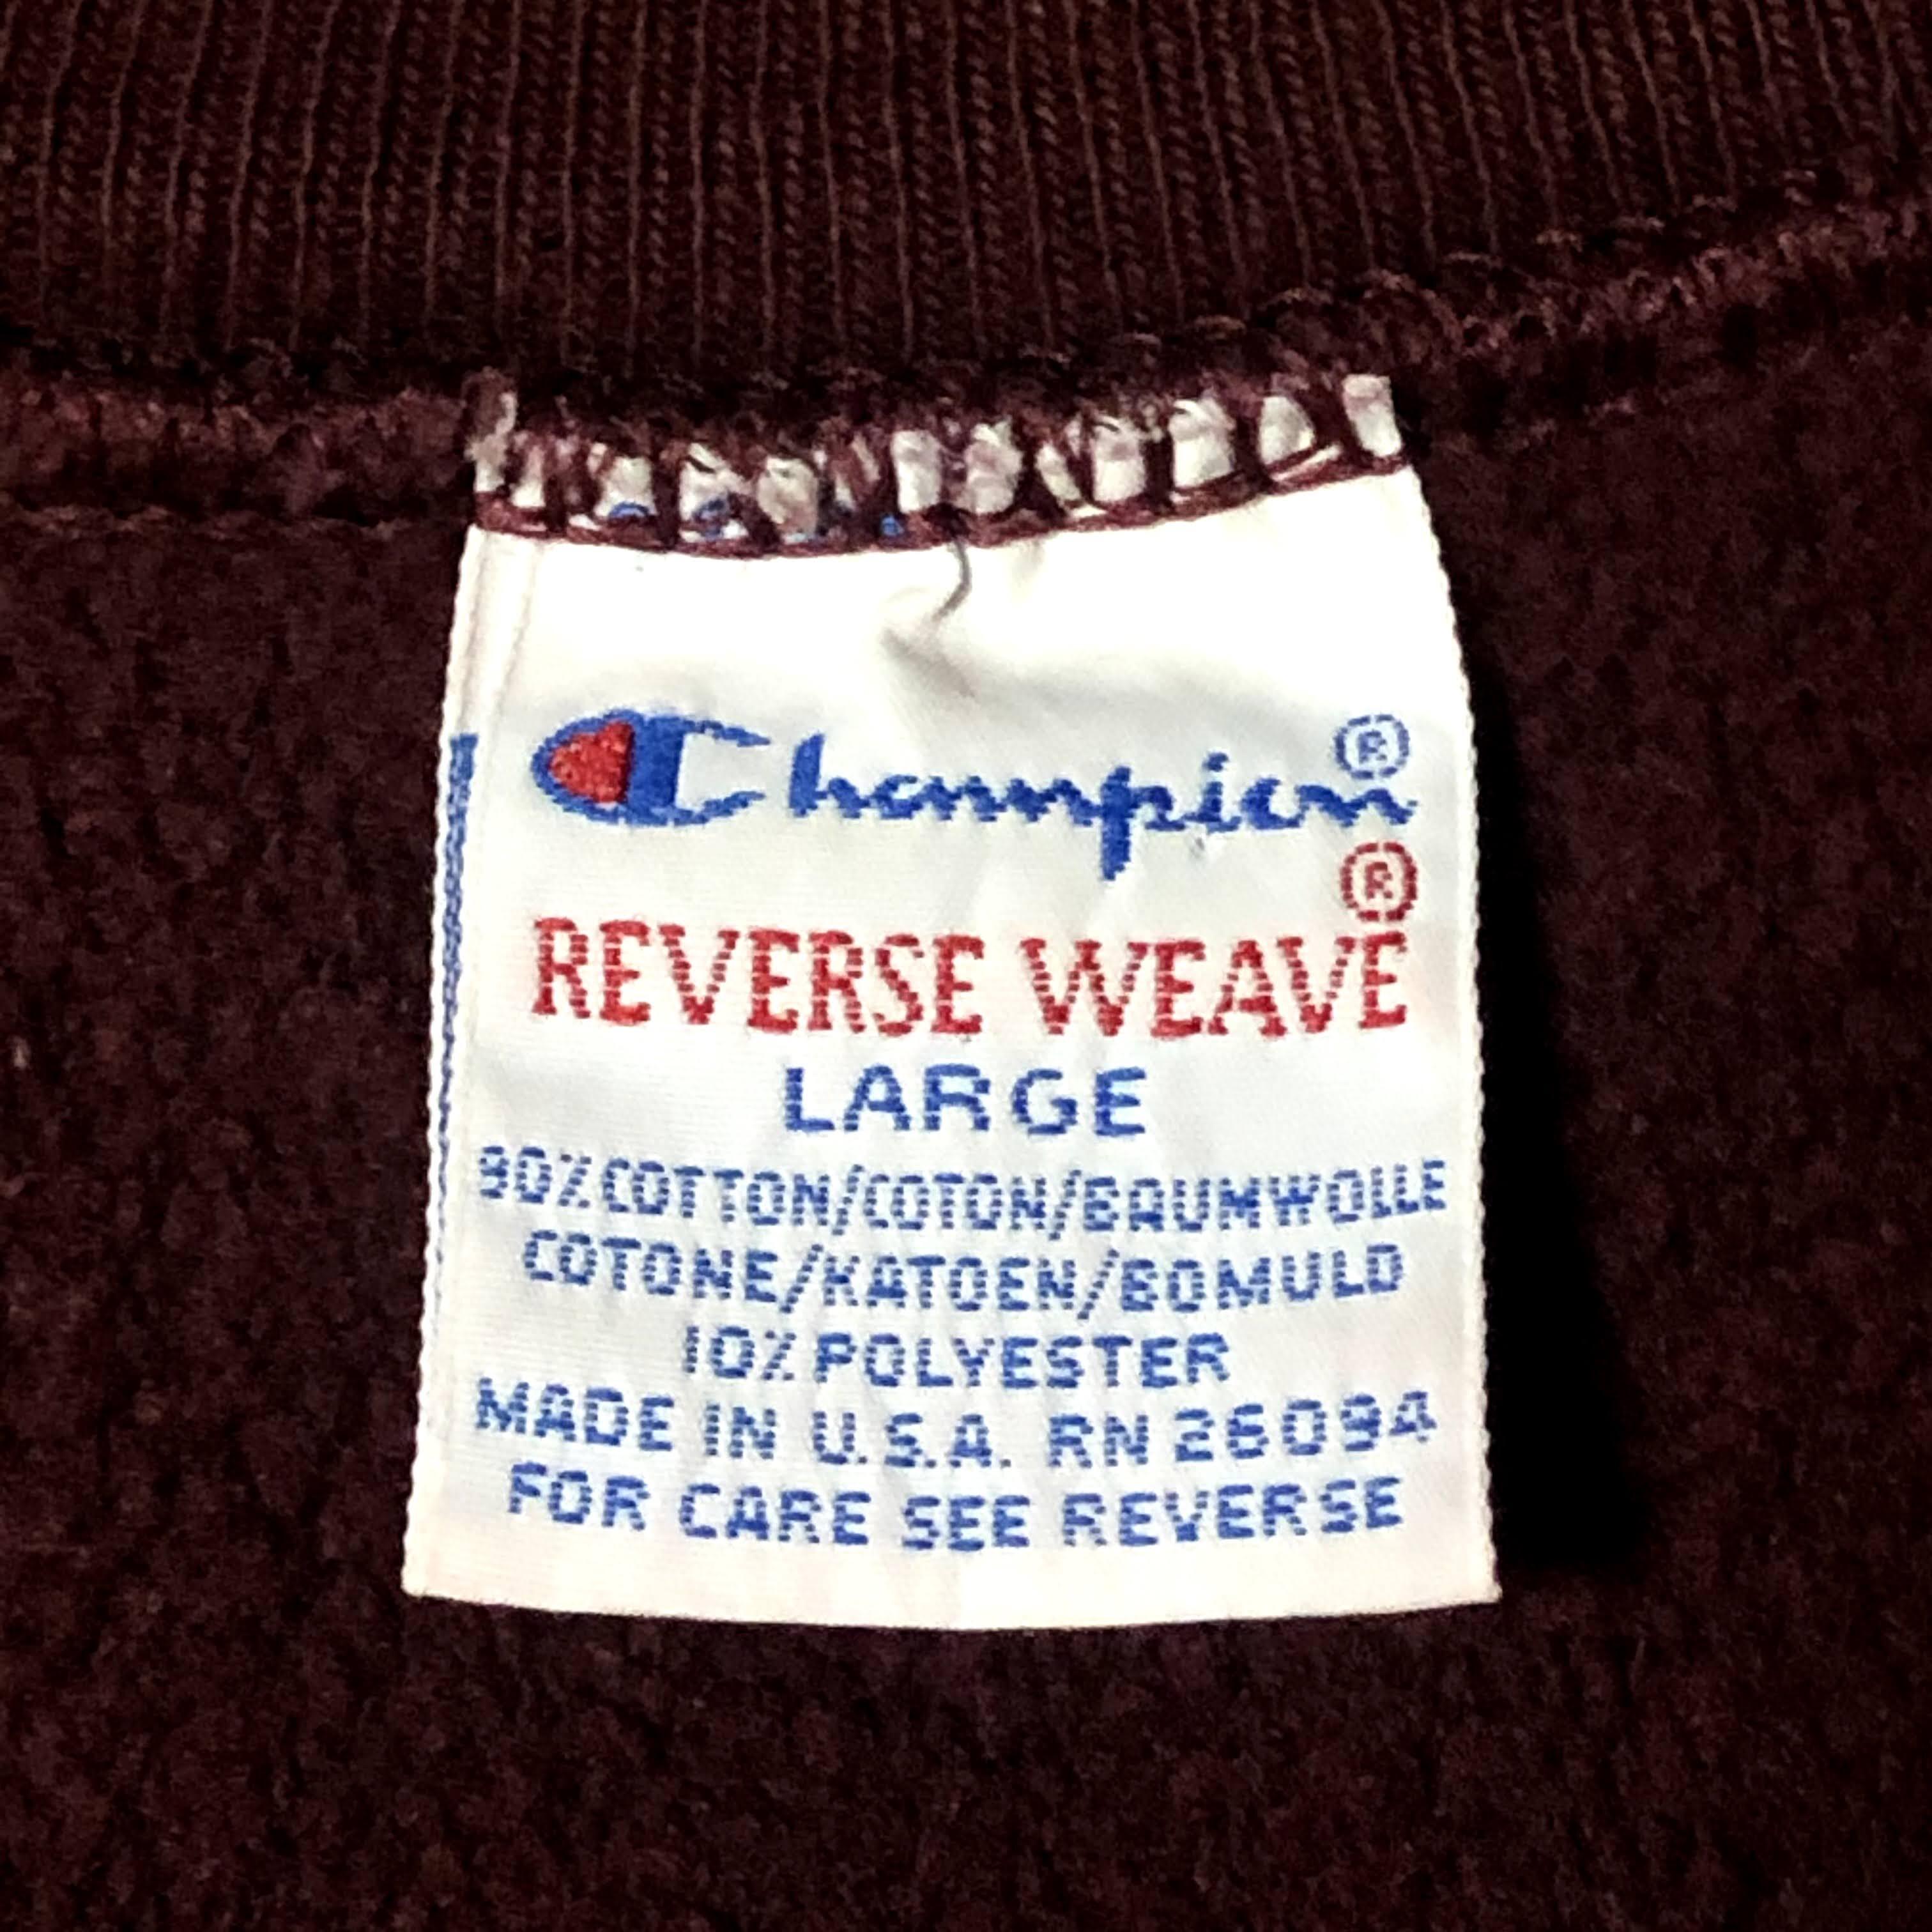 Champion®
REVERSE WEAVE®
LARGE
90% COTTON/COTON/BAUMWOLLE
COTONE/KATOEN/BOMULD
10% POLYESTER
MADE IN U.S.A. RN 26094
FOR CARE SEE REVERSE